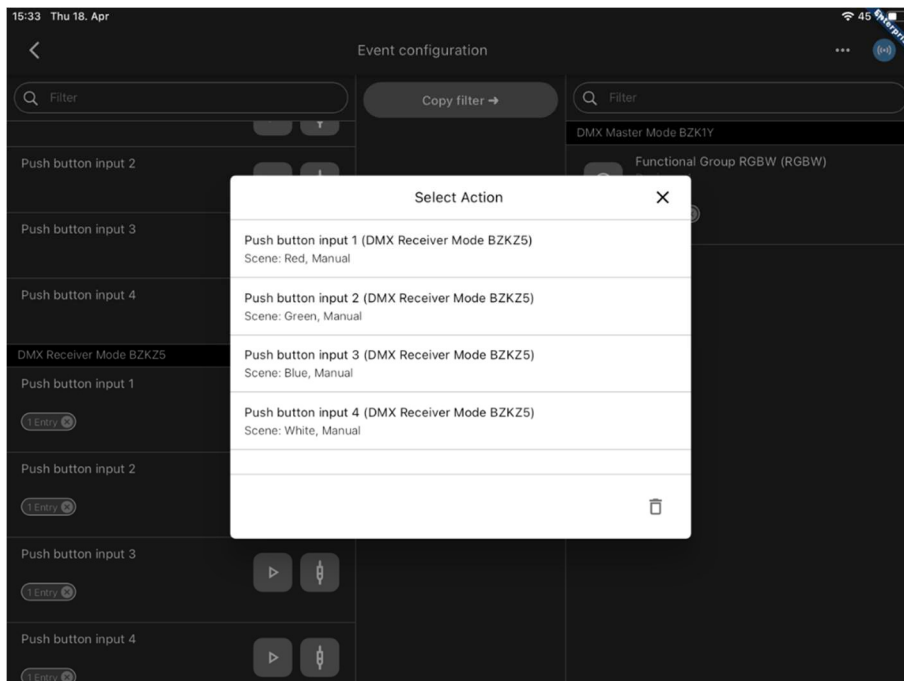 15:33 Thu 18. Apr
45
Enterpri
Event configuration
Filter
Copy filter ➔
Filter
DMX Master Mode BZK1Y
Push button input 2
Functional Group RGBW (RGBW)
Push button input 3
Push button input 4
DMX Receiver Mode BZKZ5
Push button input 1
1 Entry
Push button input 2
1 Entry
Push button input 3
1 Entry
Push button input 4
1 Entry
Select Action
Push button input 1 (DMX Receiver Mode BZKZ5)
Scene: Red, Manual
Push button input 2 (DMX Receiver Mode BZKZ5)
Scene: Green, Manual
Push button input 3 (DMX Receiver Mode BZKZ5)
Scene: Blue, Manual
Push button input 4 (DMX Receiver Mode BZKZ5)
Scene: White, Manual